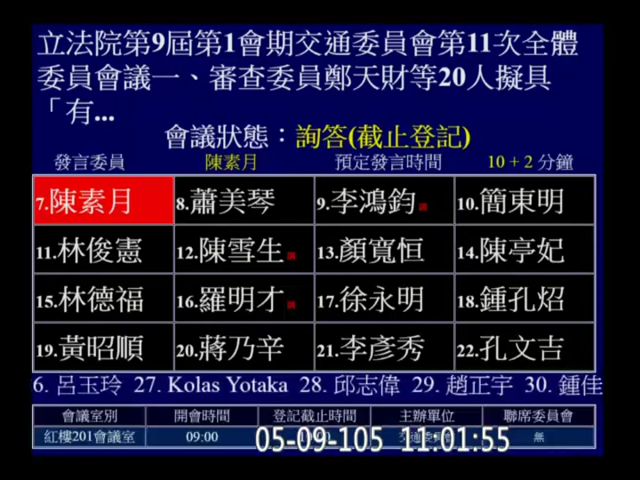 立法院第9屆第1會期交通委員會第11次全體
委員會議一、審查委員鄭天財等20人擬具
「有...
會議狀態：詢答(截止登記)
發言委員 陳素月 預定發言時間 10 + 2 分鐘
7.陳素月 8.蕭美琴 9.李鴻鈞 10.簡東明
11.林俊憲 12.陳雪生 13.顏寬恒 14.陳亭妃
15.林德福 16.羅明才 17.徐永明 18.鍾孔炤
19.黃昭順 20.蔣乃辛 21.李彥秀 22.孔文吉
6. 呂玉玲 27. Kolas Yotaka 28. 邱志偉 29. 趙正宇 30. 鍾佳
會議室別 開會時間 登記截止時間 主辦單位 聯席委員會
紅樓201會議室 09:00 無
05-09-105 11:01:55